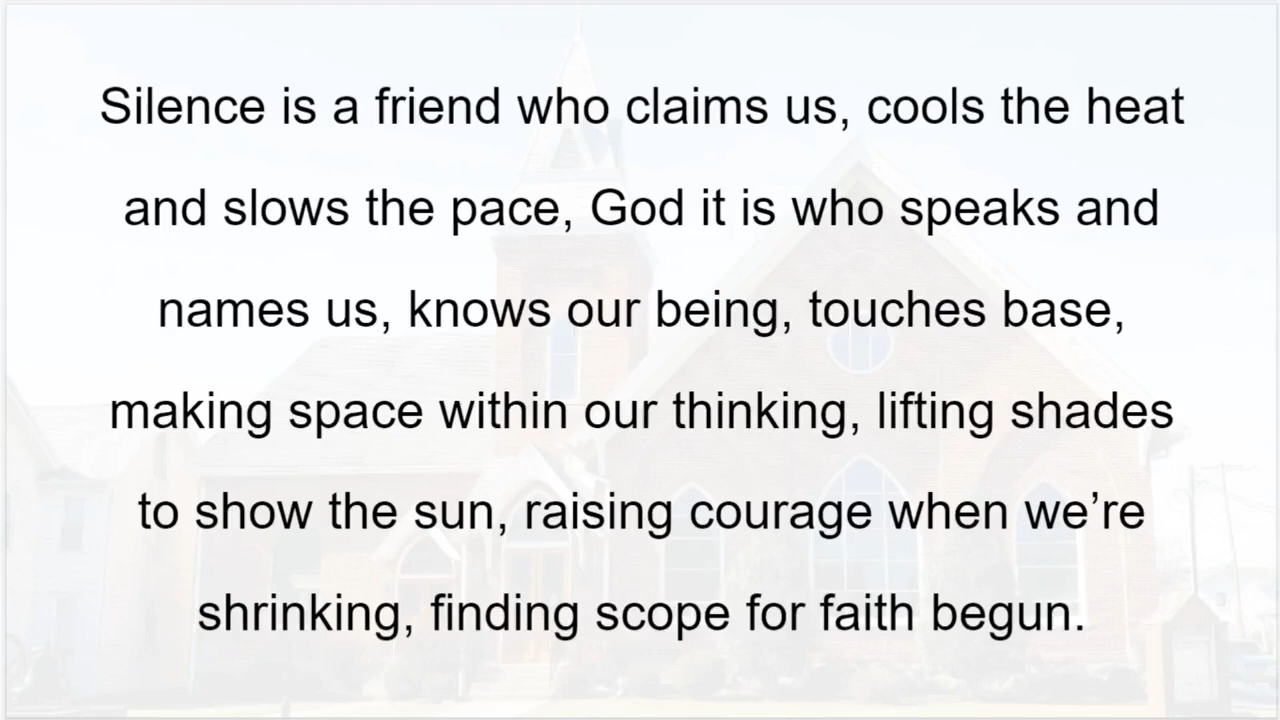 Silence is a friend who claims us, cools the heat
and slows the pace, God it is who speaks and
names us, knows our being, touches base,
making space within our thinking, lifting shades
to show the sun, raising courage when we’re
shrinking, finding scope for faith begun.